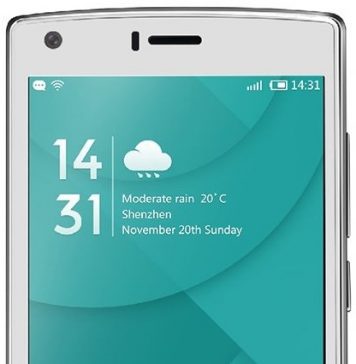 14:31
14
31
Moderate rain 20°C
Shenzhen
November 20th Sunday